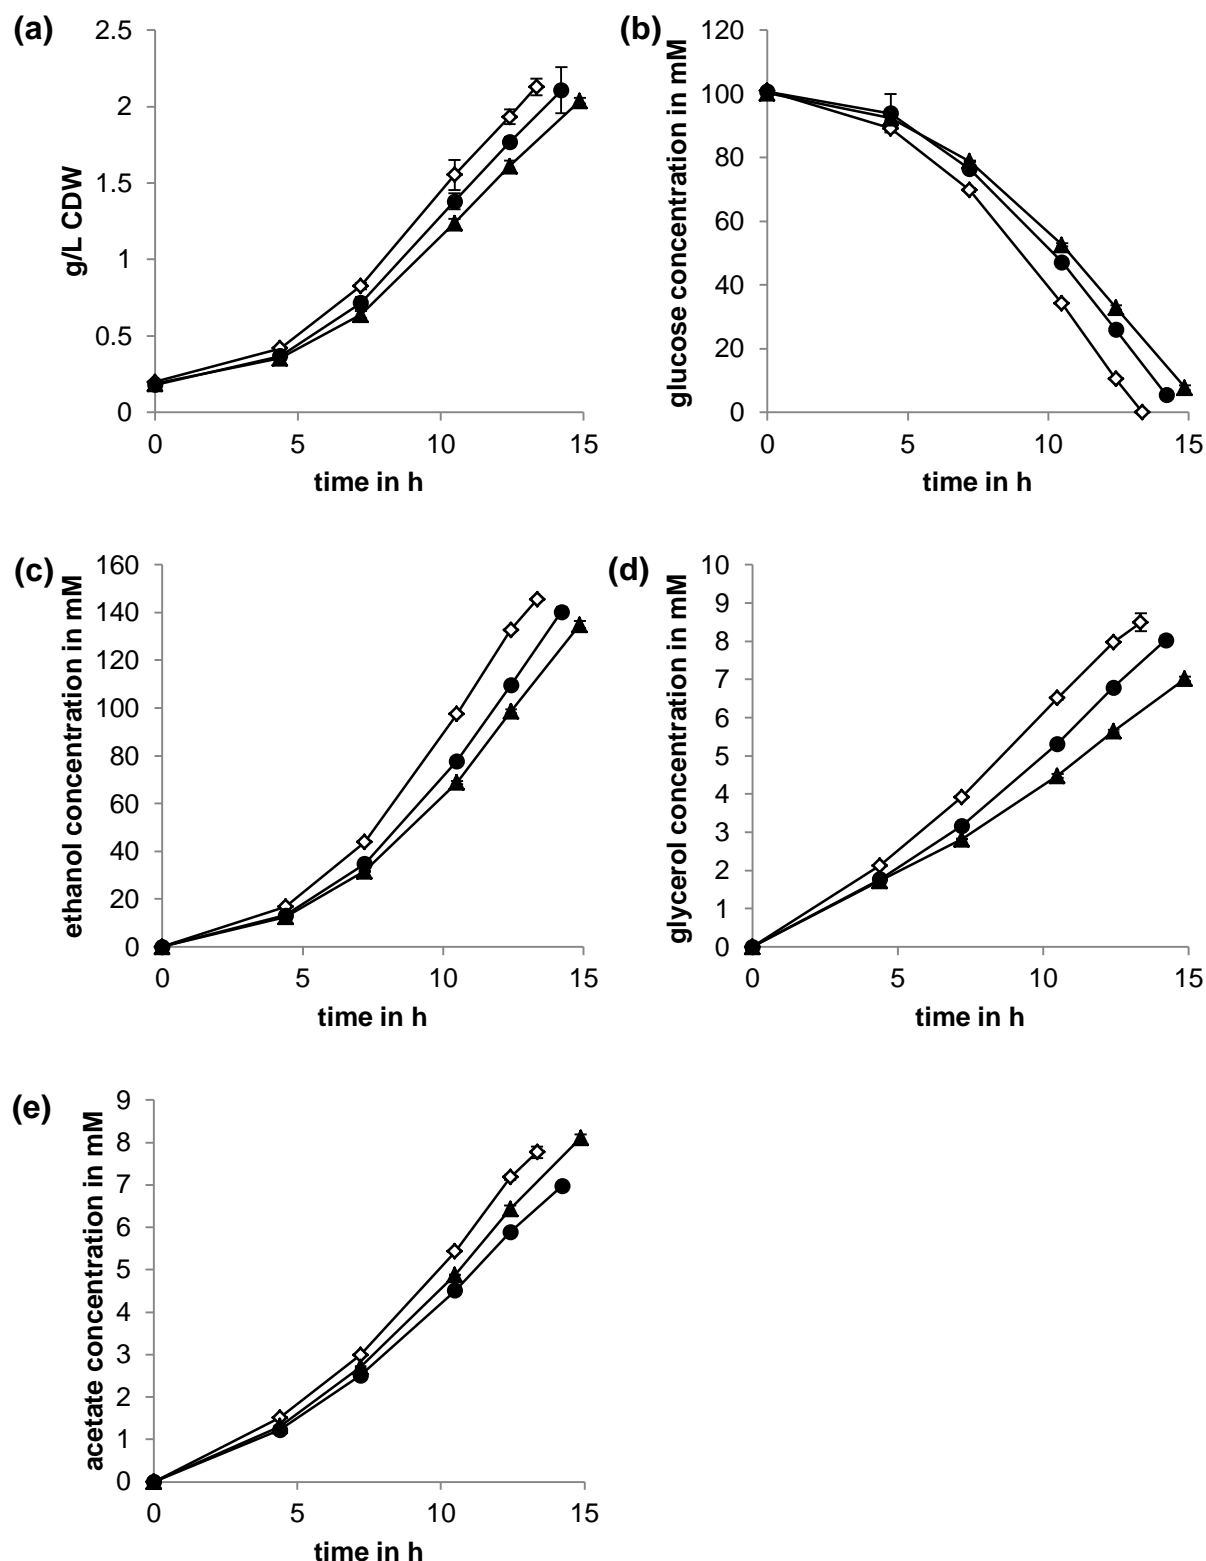 (a)
g/L CDW
2.5
2
1.5
1
0.5
0
0 5 10 15
time in h
(b)
glucose concentration in mM
120
100
80
60
40
20
0
0 5 10 15
time in h
(c)
ethanol concentration in mM
160
140
120
100
80
60
40
20
0
0 5 10 15
time in h
(d)
glycerol concentration in mM
10
9
8
7
6
5
4
3
2
1
0
0 5 10 15
time in h
(e)
acetate concentration in mM
9
8
7
6
5
4
3
2
1
0
0 5 10 15
time in h